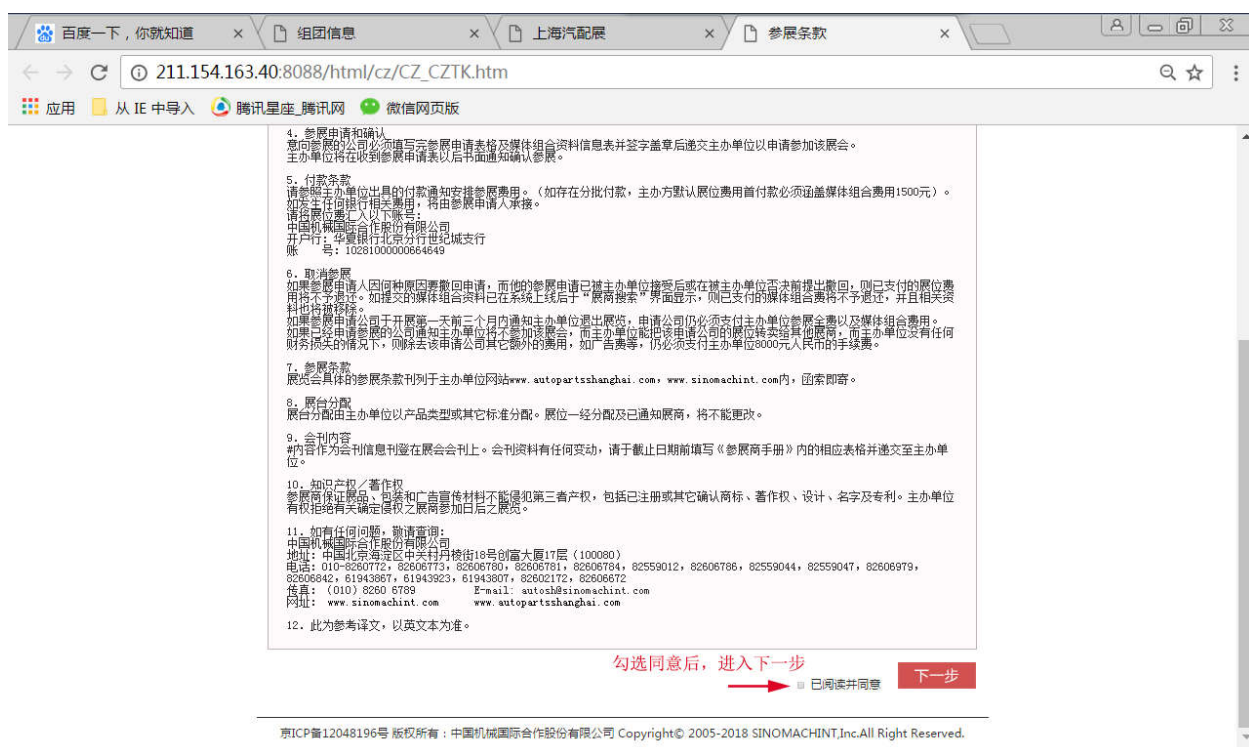 百度一下，你就知道
组团信息
上海汽配展
参展条款
211.154.163.40:8088/html/cz/CZ_CZTK.htm
应用 从 IE 中导入 腾讯星座_腾讯网 微信网页版
4. 参展申请和确认
意向参展的公司必须填写完参展申请表格及媒体组合资料信息表并签字盖章后递交主办单位以申请参加该展会。
主办单位将在收到参展申请表以后书面通知确认参展。
5. 付款条款
请参照主办单位出具的付款通知安排参展费用。（如存在分批付款，主办方默认展位费用首付款必须函盖媒体组合费用1500元）。
如发生任何银行相关费用，将由参展申请人承接。
请将展位费汇入以下账号：
中国机械国际合作股份有限公司
开户行：华夏银行北京分行世纪城支行
账 号：10281000000664649
6. 取消参展
如果参展申请人因何种原因要撤回申请，而他的参展申请已被主办单位接受后或在被主办单位否决前提出撤回，则已支付的展位费
用将不予退还。如提交的媒体组合资料已在系统上线后于“展商搜索”界面显示，则已支付的媒体组合费将不予退还，并且相关资
料也将被移除。
如果参展申请公司于开展第一天前三个月内通知主办单位退出展览，申请公司仍必须支付主办单位参展全费以及媒体组合费用。
如果已经申请参展的公司通知主办单位将不参加该展会，而主办单位能把该申请公司的展位转卖给其他展商，而主办单位没有任何
财务损失的情况下，则除去该申请公司其它额外的费用，如广告费等，仍必须支付主办单位8000元人民币的手续费。
7. 参展条款
展览会具体的参展条款刊列于主办单位网站www.autopartsshanghai.com，www.sinomachint.com内，函索即寄。
8. 展台分配
展台分配由主办单位以产品类型或其它标准分配。展位一经分配及已通知展商，将不能更改。
9. 会刊内容
#内容作为会刊信息刊登在展会会刊上。会刊资料有任何变动，请于截止日期前填写《参展商手册》内的相应表格并递交至主办单
位。
10. 知识产权／著作权
参展商保证展品、包装和广告宣传材料不能侵犯第三者产权，包括已注册或其它确认商标、著作权、设计、名字及专利。主办单位
有权拒绝有关确定侵权之展商参加日后之展览。
11. 如有任何问题，敬请查询：
中国机械国际合作股份有限公司
地址：中国北京海淀区中关村丹棱街18号创富大厦17层（100080）
电话：010-8260772，82606773，82606780，82606781，82606784，82559012，82606786，82559044，82559047，82606979，
82606842，61943867，61943923，61943807，82602172，82606672
传真：(010) 8260 6789 E-mail: autosh@sinomachint.com
网址： www.sinomachint.com www.autopartsshanghai.com
12. 此为参考译文，以英文本为准。
勾选同意后，进入下一步
已阅读并同意 下一步
京ICP备12048196号 版权所有：中国机械国际合作股份有限公司 Copyright© 2005-2018 SINOMACHINT,Inc.All Right Reserved.